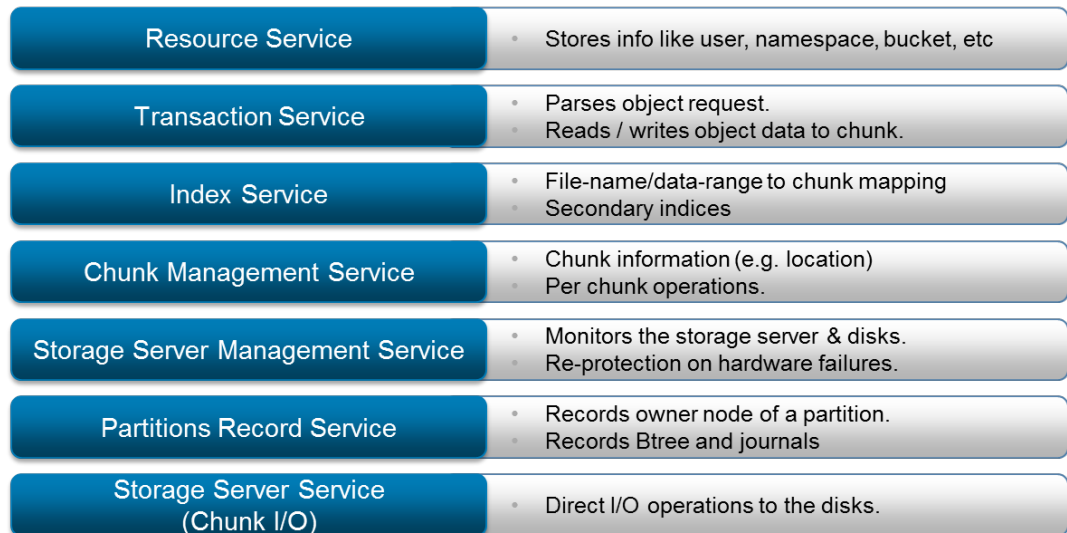 Resource Service
• Stores info like user, namespace, bucket, etc
Transaction Service
• Parses object request.
• Reads / writes object data to chunk.
Index Service
• File-name/data-range to chunk mapping
• Secondary indices
Chunk Management Service
• Chunk information (e.g. location)
• Per chunk operations.
Storage Server Management Service
• Monitors the storage server & disks.
• Re-protection on hardware failures.
Partitions Record Service
• Records owner node of a partition.
• Records Btree and journals
Storage Server Service
(Chunk I/O)
• Direct I/O operations to the disks.